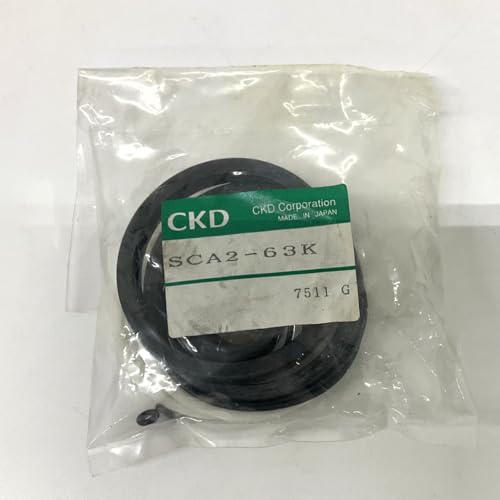 CKD
CKD Corporation
MADE IN JAPAN
SCA2-63K
7511 G